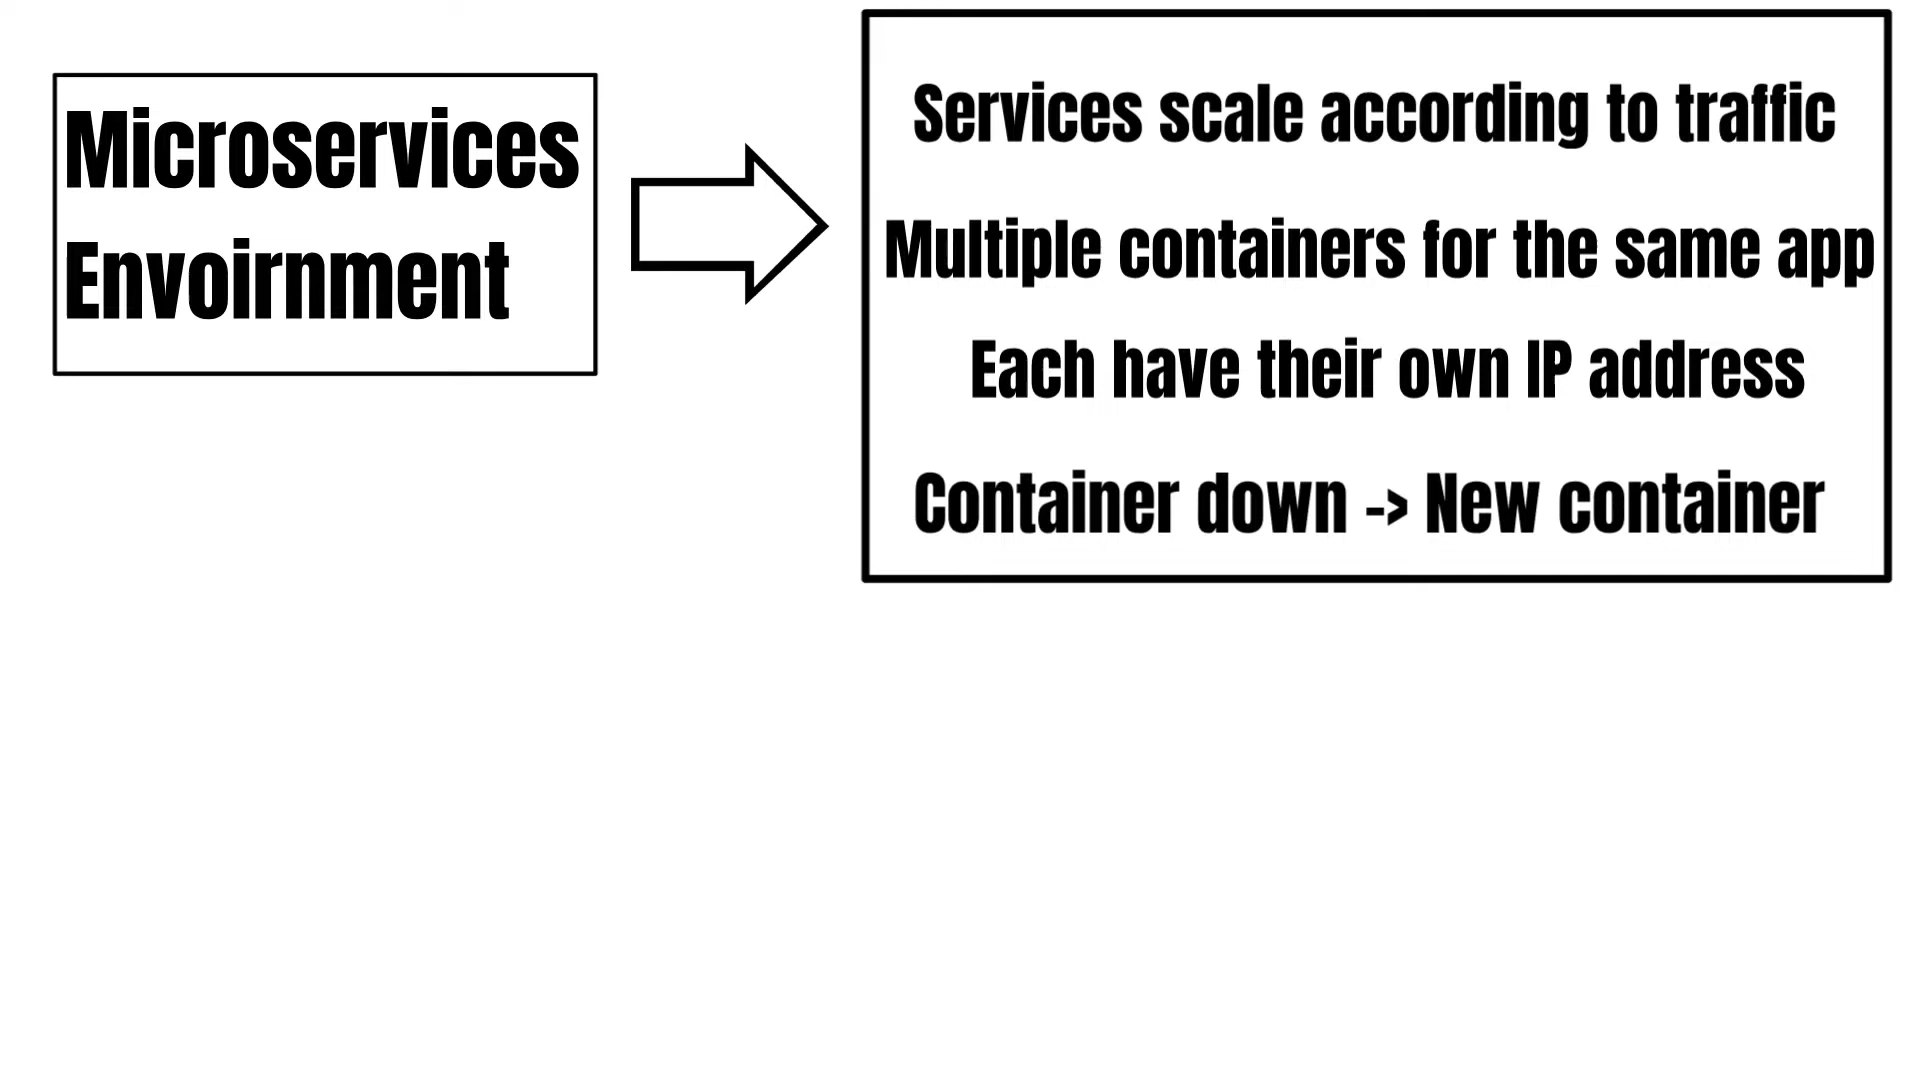 Microservices
Envoirnment
Services scale according to traffic
Multiple containers for the same app
Each have their own IP address
Container down -> New container